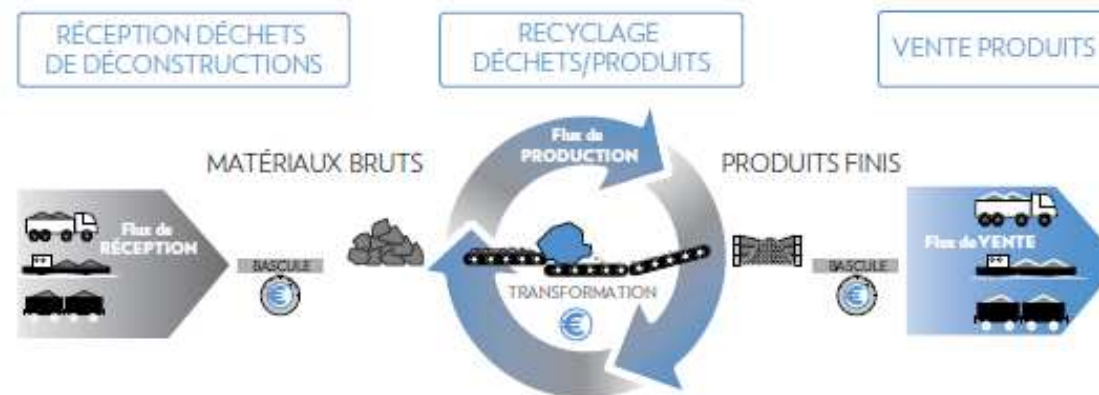 RÉCEPTION DÉCHETS
DE DÉCONSTRUCTIONS
RECYCLAGE
DÉCHETS/PRODUITS
VENTE PRODUITS
MATÉRIAUX BRUTS
Flux de
PRODUCTION
PRODUITS FINIS
Flux de
RÉCEPTION
BASCULE
€
TRANSFORMATION
€
BASCULE
€
Flux de VENTE